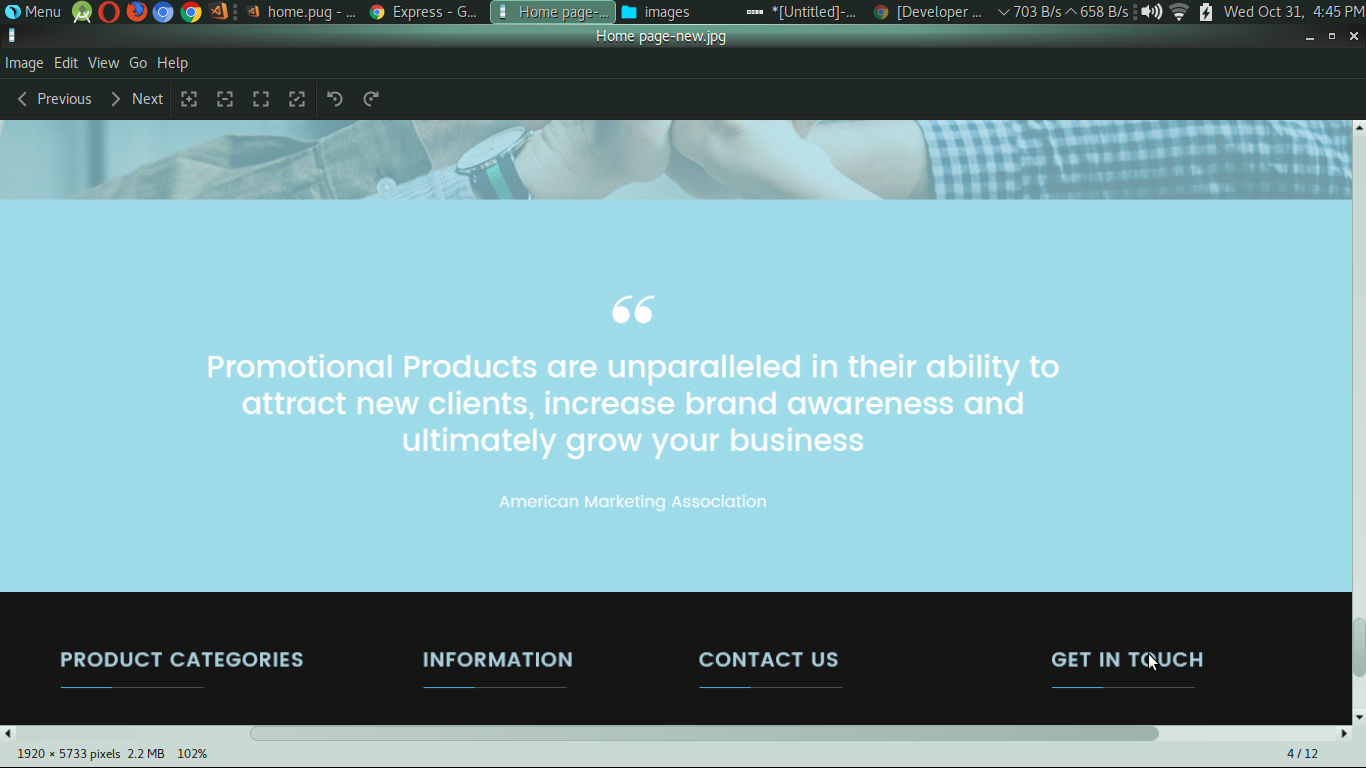 Menu home.pug - ... Express - G... Home page-... images *[Untitled]-... [Developer ... 703 B/s 658 B/s Wed Oct 31, 4:45 PM
Home page-new.jpg
Image Edit View Go Help
Previous Next
“
Promotional Products are unparalleled in their ability to
attract new clients, increase brand awareness and
ultimately grow your business
American Marketing Association
PRODUCT CATEGORIES INFORMATION CONTACT US GET IN TOUCH
1920 × 5733 pixels 2.2 MB 102% 4 / 12